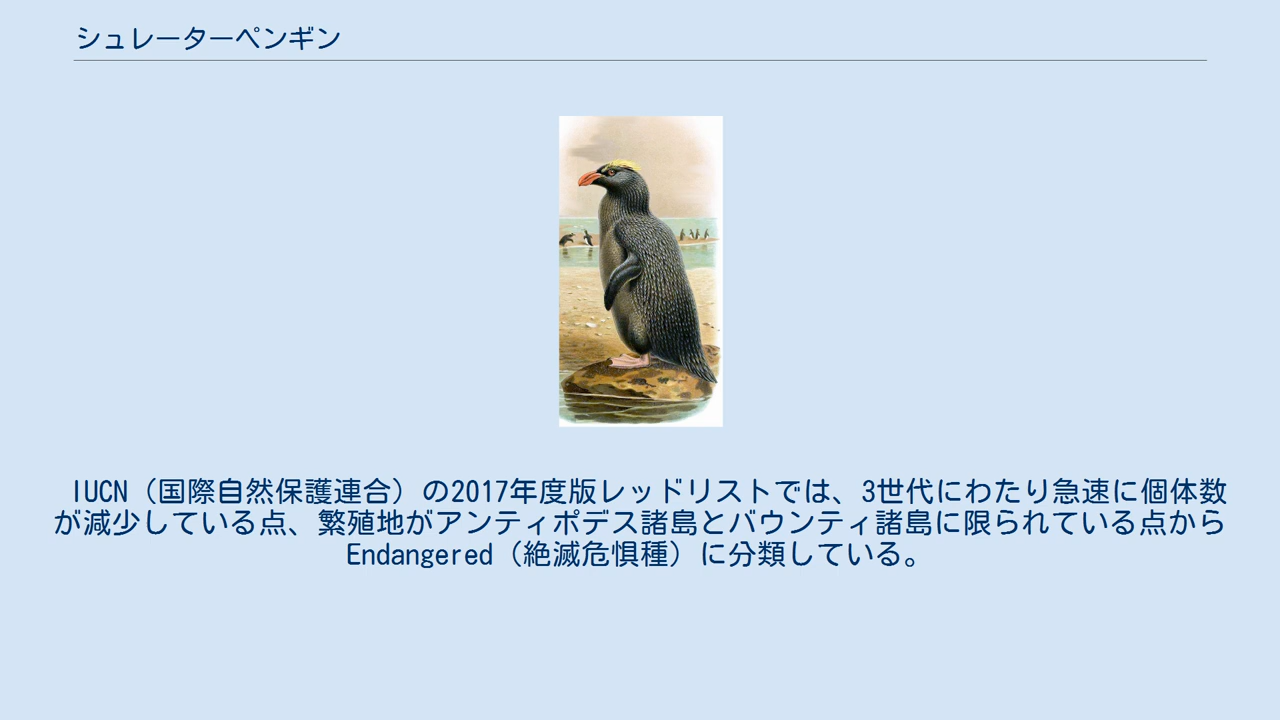 シュレーターペンギン
IUCN（国際自然保護連合）の2017年度版レッドリストでは、3世代にわたり急速に個体数
が減少している点、繁殖地がアンティポデス諸島とバウンティ諸島に限られている点から
Endangered（絶滅危惧種）に分類している。